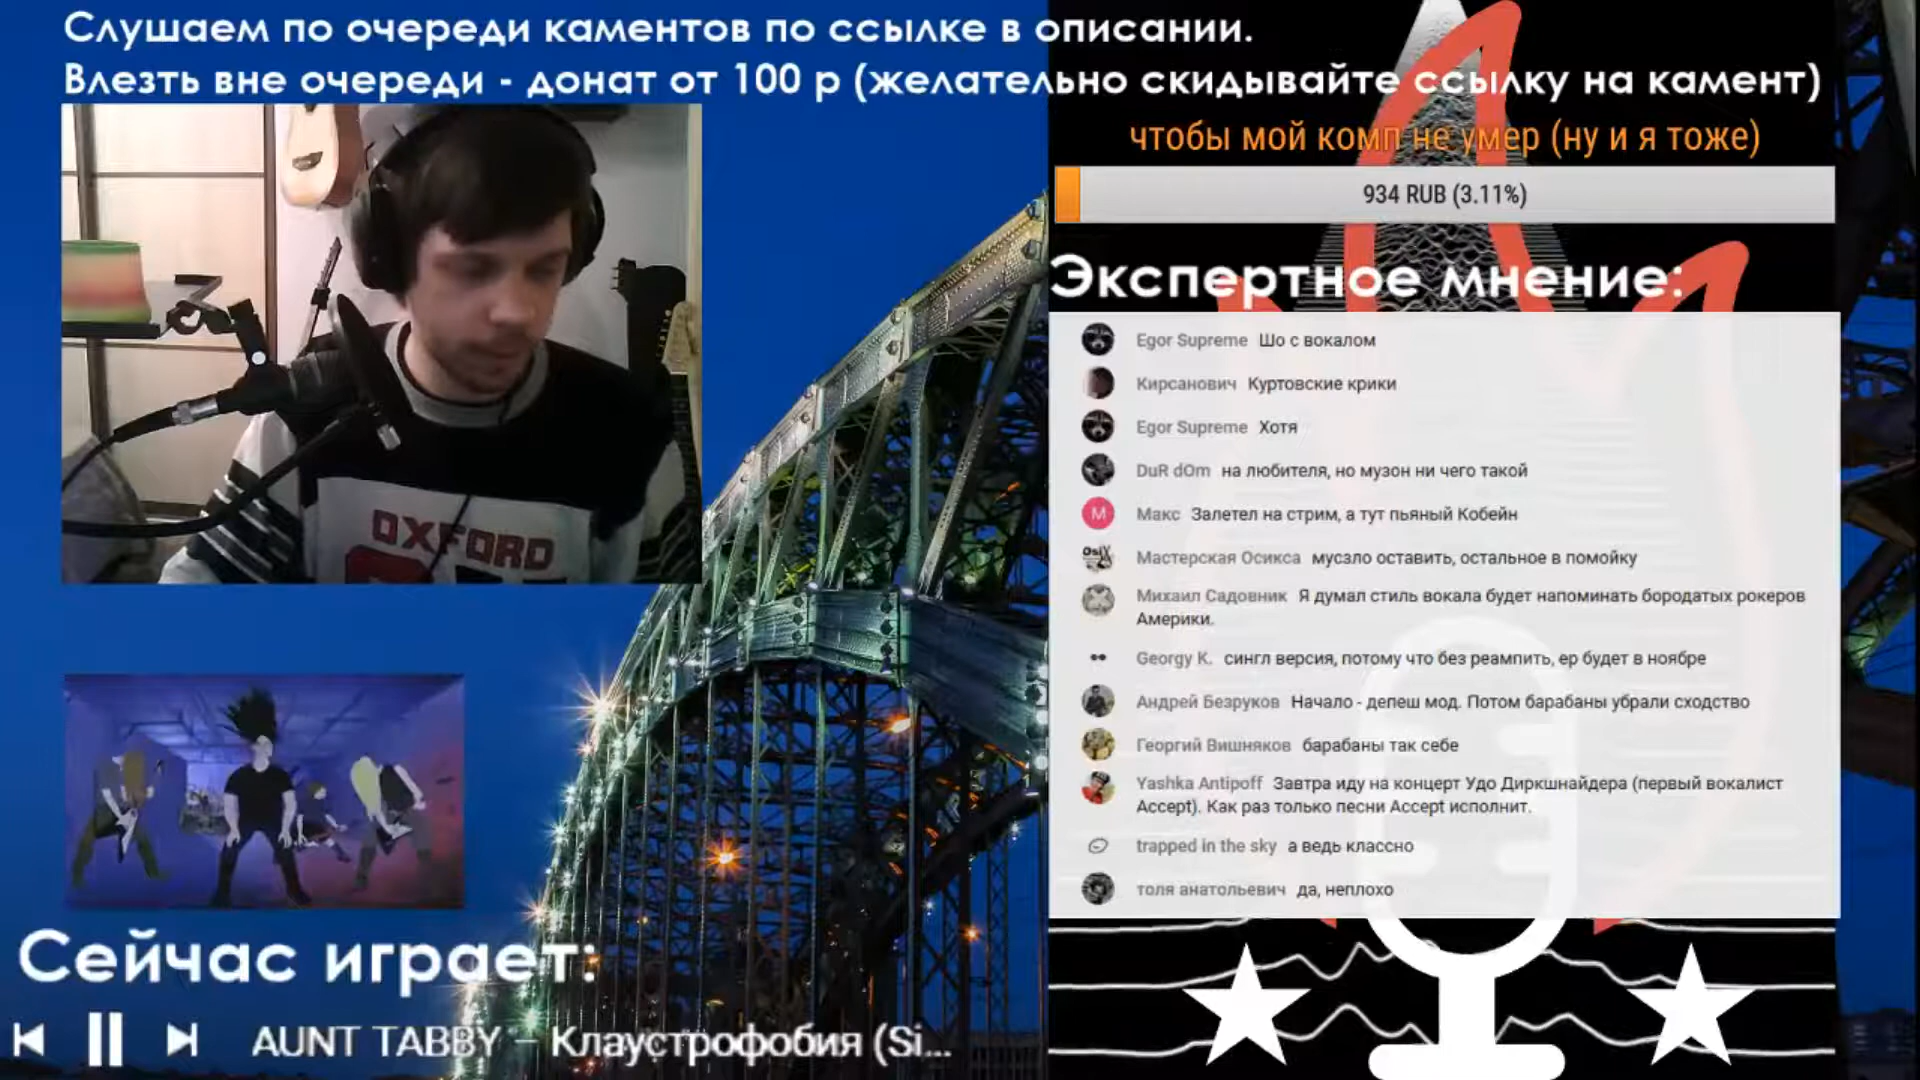 Слушаем по очереди каментов по ссылке в описании.
Влезть вне очереди - донат от 100 р (желательно скидывайте ссылку на камент)
чтобы мой комп не умер (ну и я тоже)
934 RUB (3.11%)
Экспертное мнение:
Egor Supreme Шо с вокалом
Кирсанович Куртовские крики
Egor Supreme Хотя
DuR dOm на любителя, но музон ни чего такой
М Макс Залетел на стрим, а тут пьяный Кобейн
Мастерская Осикса мусзло оставить, остальное в помойку
Михаил Садовник Я думал стиль вокала будет напоминать бородатых рокеров
Америки.
Georgy K. сингл версия, потому что без реампить, ер будет в ноябре
Андрей Безруков Начало - депеш мод. Потом барабаны убрали сходство
Георгий Вишняков барабаны так себе
Yashka Antipoff Завтра иду на концерт Удо Диркшнайдера (первый вокалист
Accept). Как раз только песни Accept исполнит.
trapped in the sky а ведь классно
толя анатольевич да, неплохо
OXFORD
Сейчас играет:
AUNT TABBY – Клаустрофобия (Si...